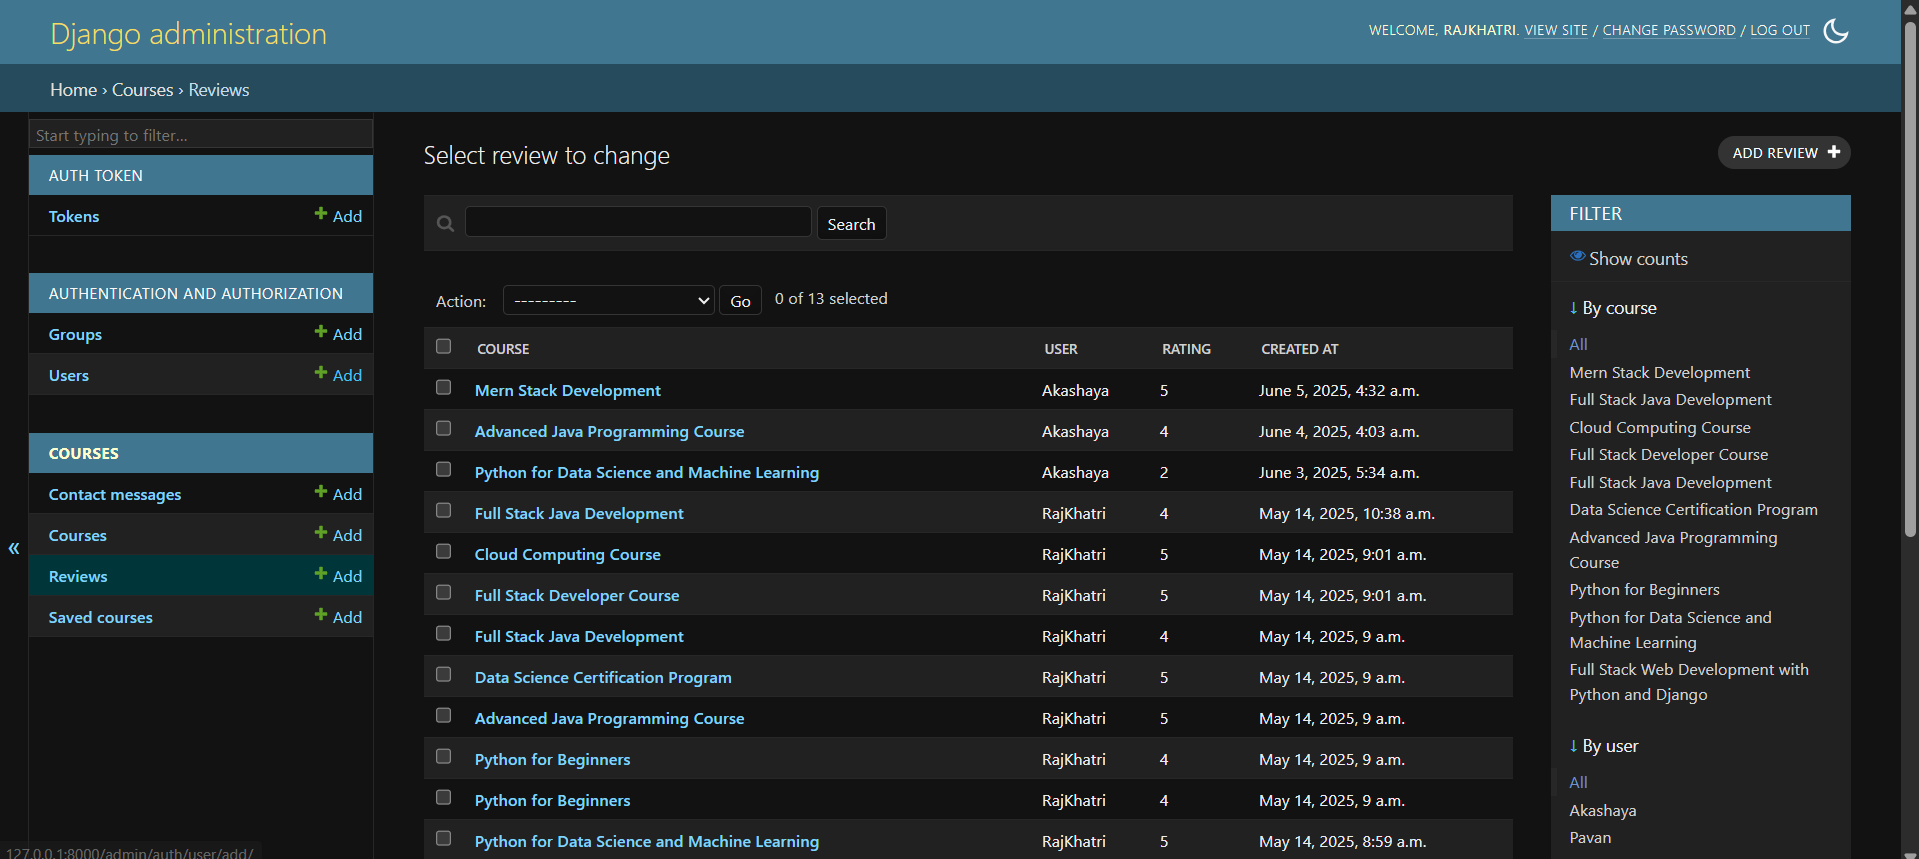 Django administration
WELCOME, RAJKHATRI. VIEW SITE / CHANGE PASSWORD / LOG OUT
Home › Courses › Reviews
Start typing to filter...
AUTH TOKEN
Tokens + Add
AUTHENTICATION AND AUTHORIZATION
Groups + Add
Users + Add
COURSES
Contact messages + Add
Courses + Add
«
Reviews + Add
Saved courses + Add
127.0.0.1:8000/admin/auth/user/add/
Select review to change
ADD REVIEW +
Search
Action: --------- Go 0 of 13 selected
COURSE USER RATING CREATED AT
Mern Stack Development Akashaya 5 June 5, 2025, 4:32 a.m.
Advanced Java Programming Course Akashaya 4 June 4, 2025, 4:03 a.m.
Python for Data Science and Machine Learning Akashaya 2 June 3, 2025, 5:34 a.m.
Full Stack Java Development RajKhatri 4 May 14, 2025, 10:38 a.m.
Cloud Computing Course RajKhatri 5 May 14, 2025, 9:01 a.m.
Full Stack Developer Course RajKhatri 5 May 14, 2025, 9:01 a.m.
Full Stack Java Development RajKhatri 4 May 14, 2025, 9 a.m.
Data Science Certification Program RajKhatri 5 May 14, 2025, 9 a.m.
Advanced Java Programming Course RajKhatri 5 May 14, 2025, 9 a.m.
Python for Beginners RajKhatri 4 May 14, 2025, 9 a.m.
Python for Beginners RajKhatri 4 May 14, 2025, 9 a.m.
Python for Data Science and Machine Learning RajKhatri 5 May 14, 2025, 8:59 a.m.
FILTER
Show counts
↓ By course
All
Mern Stack Development
Full Stack Java Development
Cloud Computing Course
Full Stack Developer Course
Full Stack Java Development
Data Science Certification Program
Advanced Java Programming
Course
Python for Beginners
Python for Data Science and
Machine Learning
Full Stack Web Development with
Python and Django
↓ By user
All
Akashaya
Pavan